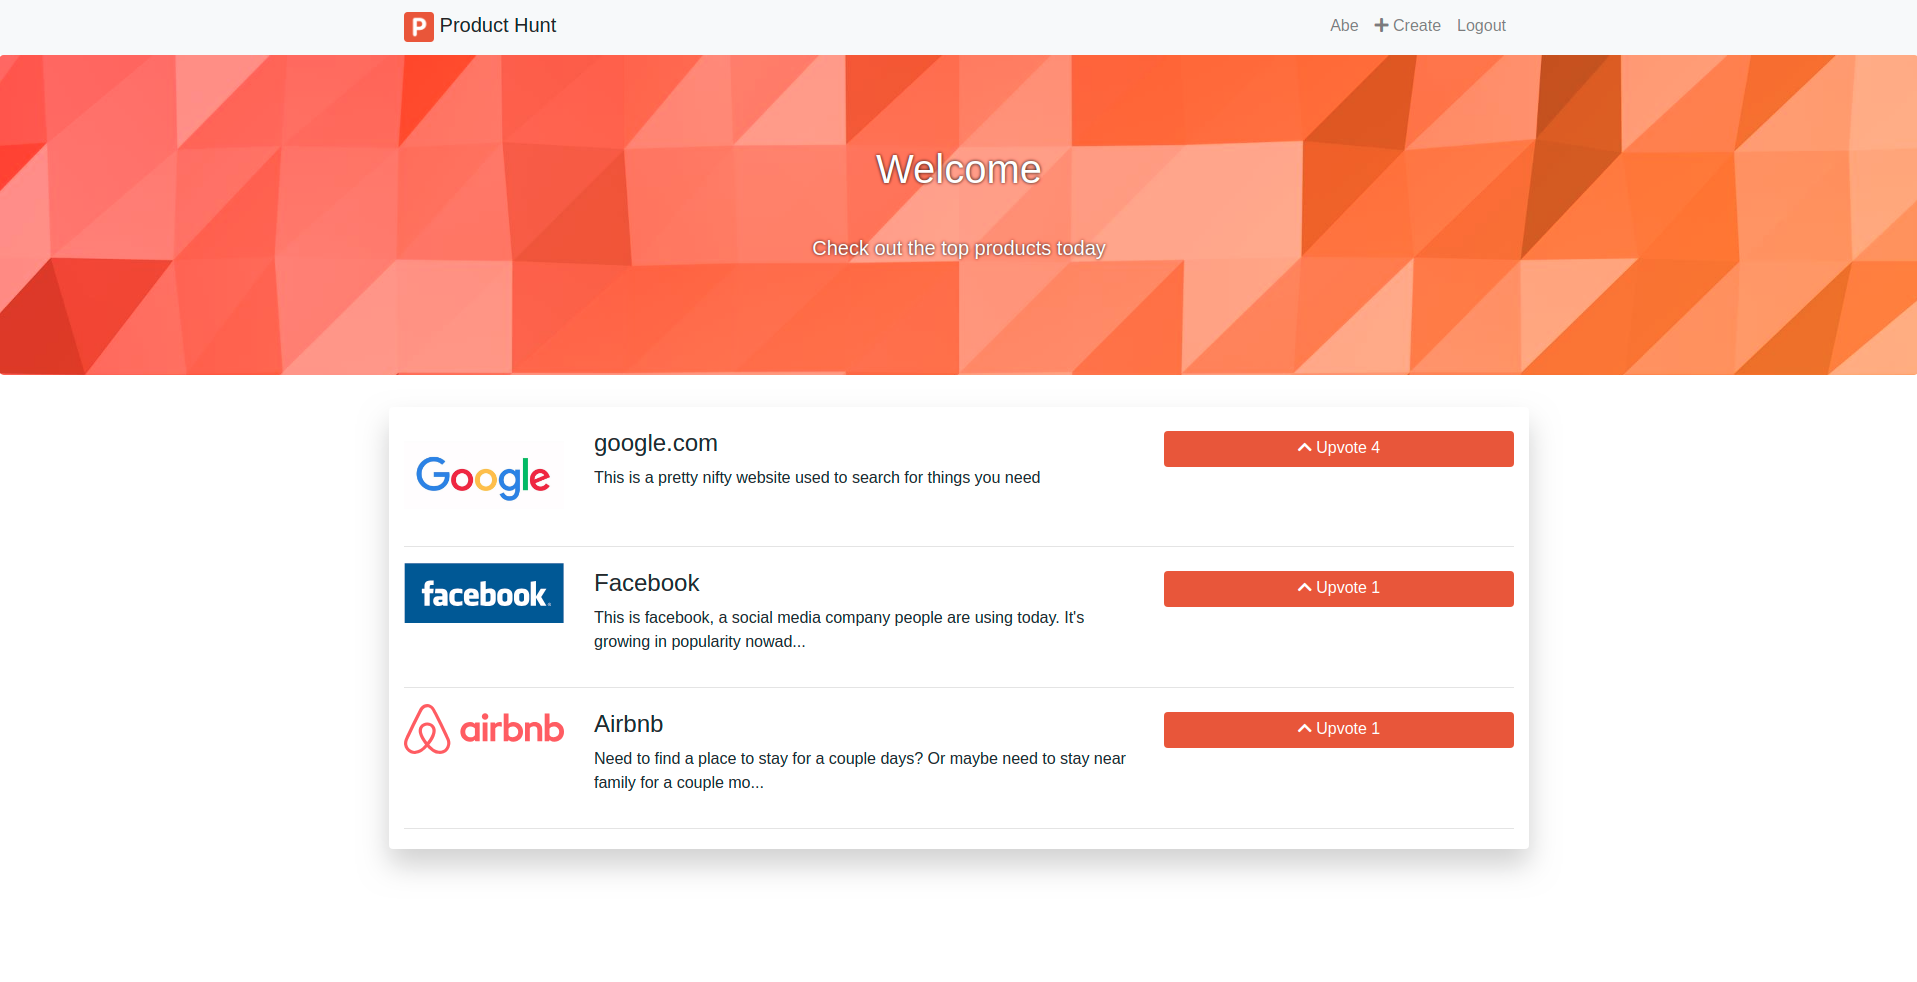 P Product Hunt
Abe Create Logout
Welcome
Check out the top products today
Google
google.com
This is a pretty nifty website used to search for things you need
Upvote 4
facebook
Facebook
This is facebook, a social media company people are using today. It's
growing in popularity nowad...
Upvote 1
airbnb
Airbnb
Need to find a place to stay for a couple days? Or maybe need to stay near
family for a couple mo...
Upvote 1